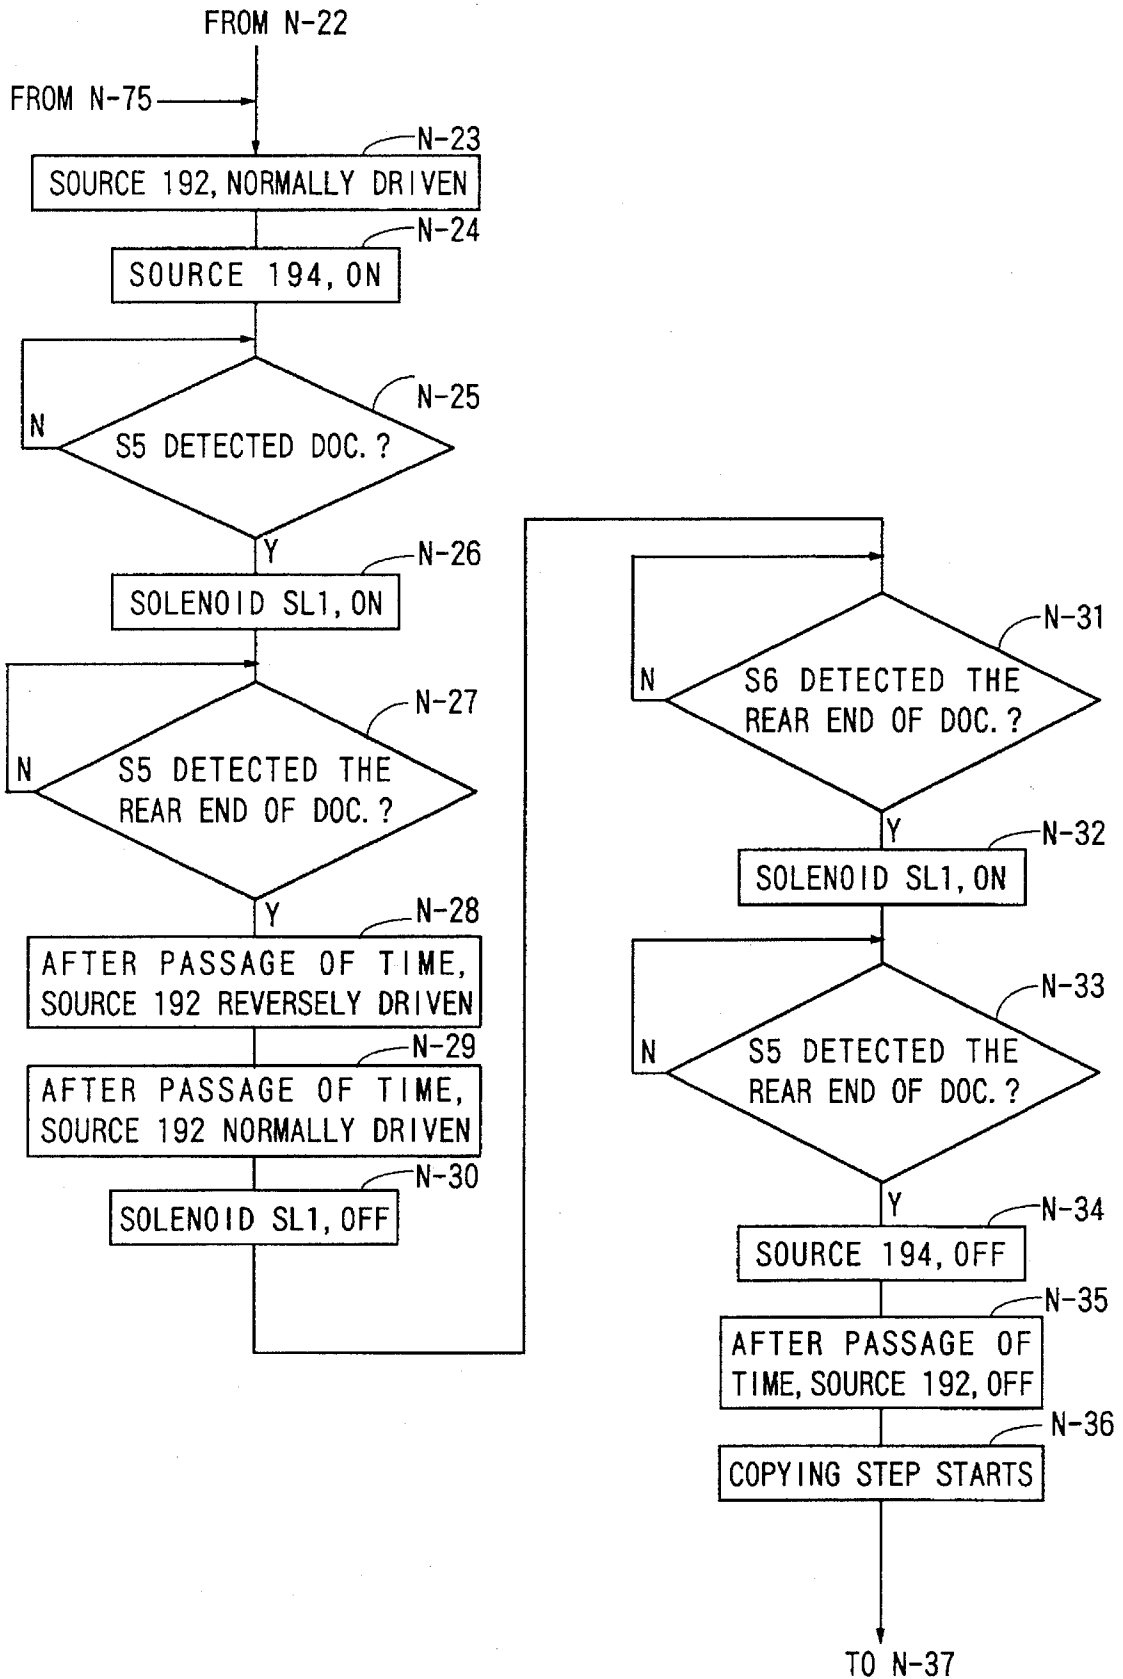 FROM N-22
FROM N-75
N-23
SOURCE 192, NORMALLY DRIVEN
N-24
SOURCE 194, ON
N-25
N
S5 DETECTED DOC. ?
Y
N-26
SOLENOID SL1, ON
N-27
N
S5 DETECTED THE
REAR END OF DOC. ?
Y
N-28
AFTER PASSAGE OF TIME,
SOURCE 192 REVERSELY DRIVEN
N-29
AFTER PASSAGE OF TIME,
SOURCE 192 NORMALLY DRIVEN
N-30
SOLENOID SL1, OFF
N-31
N
S6 DETECTED THE
REAR END OF DOC. ?
Y
N-32
SOLENOID SL1, ON
N-33
N
S5 DETECTED THE
REAR END OF DOC. ?
Y
N-34
SOURCE 194, OFF
N-35
AFTER PASSAGE OF
TIME, SOURCE 192, OFF
N-36
COPYING STEP STARTS
TO N-37